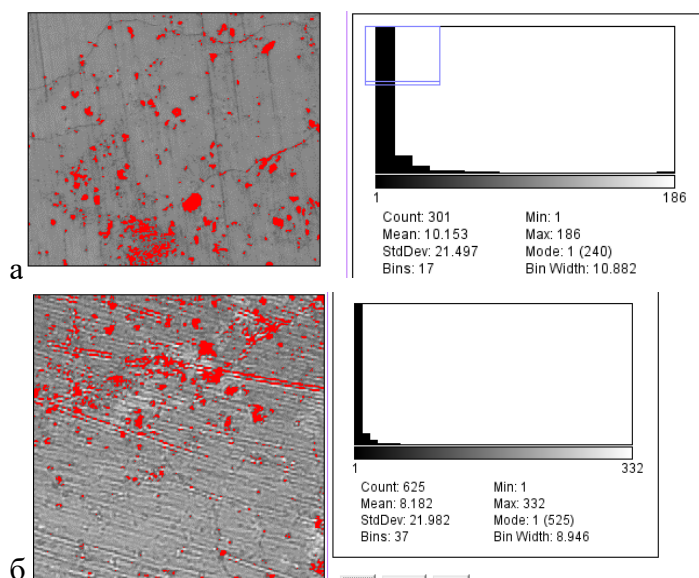 1 186
Count: 301 Min: 1
Mean: 10.153 Max: 186
StdDev: 21.497 Mode: 1 (240)
Bins: 17 Bin Width: 10.882
а
1 332
Count: 625 Min: 1
Mean: 8.182 Max: 332
StdDev: 21.982 Mode: 1 (525)
Bins: 37 Bin Width: 8.946
б